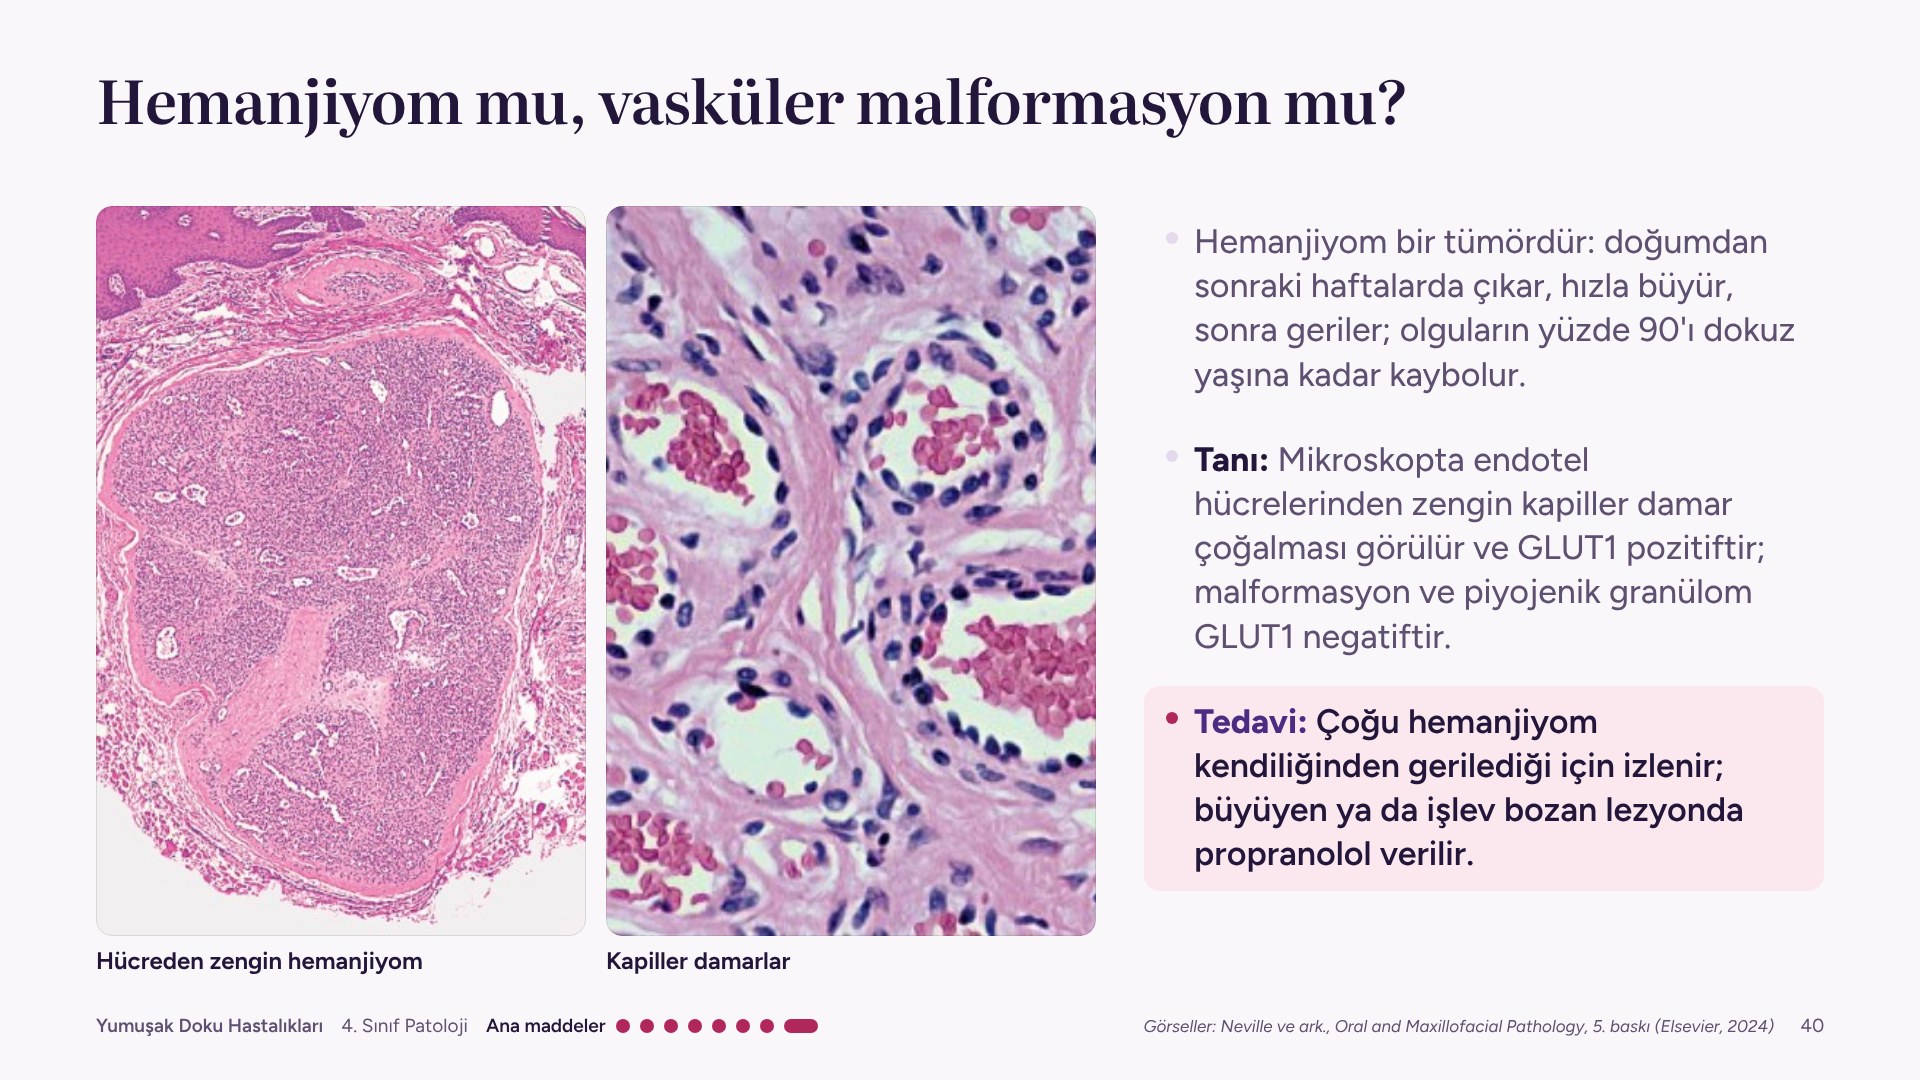 Hemanjiyom mu, vasküler malformasyon mu?
Hemanjiyom bir tümördür: doğumdan
sonraki haftalarda çıkar, hızla büyür,
sonra geriler; olguların yüzde 90'ı dokuz
yaşına kadar kaybolur.
Tanı: Mikroskopta endotel
hücrelerinden zengin kapiller damar
çoğalması görülür ve GLUT1 pozitiftir;
malformasyon ve piyojenik granülom
GLUT1 negatiftir.
Tedavi: Çoğu hemanjiyom
kendiliğinden gerilediği için izlenir;
büyüyen ya da işlev bozan lezyonda
propranolol verilir.
Hücreden zengin hemanjiyom
Kapiller damarlar
Yumuşak Doku Hastalıkları 4. Sınıf Patoloji Ana maddeler
Görseller: Neville ve ark., Oral and Maxillofacial Pathology, 5. baskı (Elsevier, 2024) 40